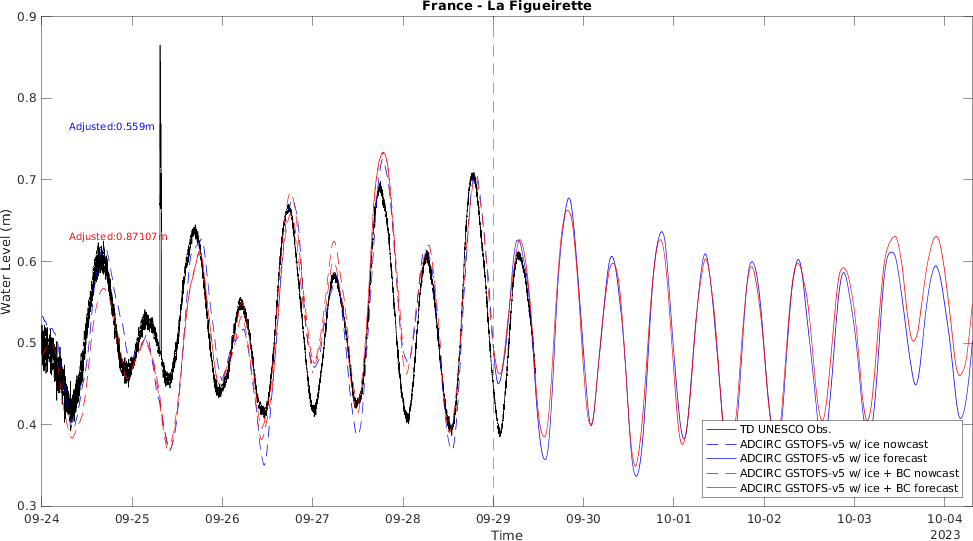 France - La Figueirette
0.9
0.8
0.7
0.6
0.5
0.4
0.3
Water Level (m)
Adjusted:0.559m
Adjusted:0.87107m
TD UNESCO Obs.
ADCIRC GSTOFS-v5 w/ ice nowcast
ADCIRC GSTOFS-v5 w/ ice forecast
ADCIRC GSTOFS-v5 w/ ice + BC nowcast
ADCIRC GSTOFS-v5 w/ ice + BC forecast
09-24 09-25 09-26 09-27 09-28 09-29 09-30 10-01 10-02 10-03 10-04
Time
2023